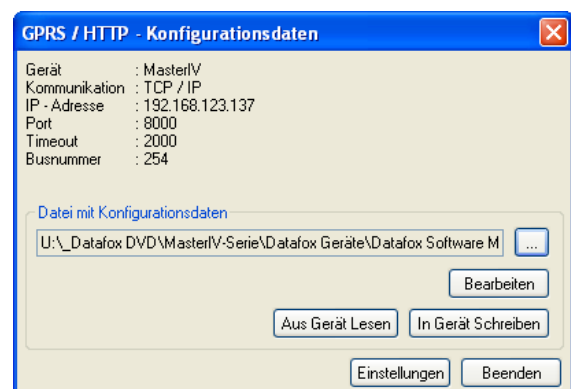 GPRS / HTTP - Konfigurationsdaten
Gerät : MasterIV
Kommunikation : TCP / IP
IP - Adresse : 192.168.123.137
Port : 8000
Timeout : 2000
Busnummer : 254
Datei mit Konfigurationsdaten
U:\_Datafox DVD\MasterIV-Serie\Datafox Geräte\Datafox Software M ...
Bearbeiten
Aus Gerät Lesen In Gerät Schreiben
Einstellungen Beenden